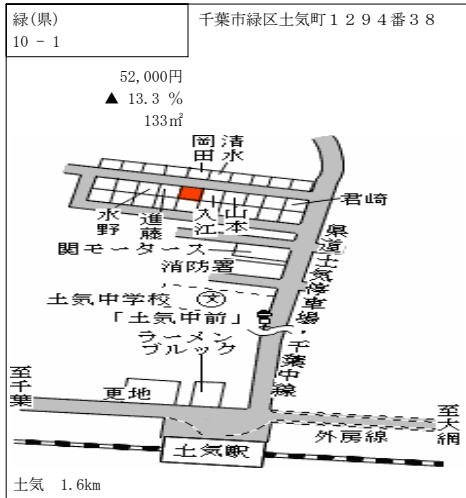 緑(県)
10 - 1
千葉市緑区土気町1294番38
52,000円
▲ 13.3 %
133㎡
岡田
清水
水野
進藤
入江
山本
君崎
関モータース
消防署
県道土気停車場・千葉中線
土気中学校
文
「土気中前」
ラーメン
ブルック
更地
至千葉
至大網
外房線
土気駅
土気 1.6km